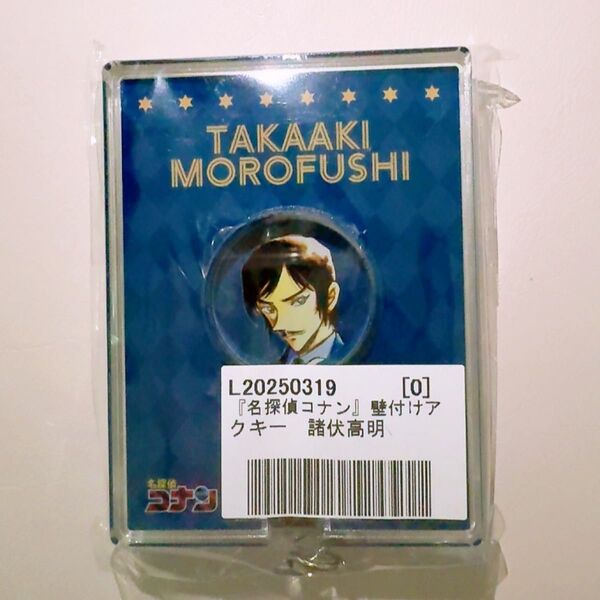 TAKAAKI
MOROFUSHI
L20250319 [0]
『名探偵コナン』壁付けア
クキー 諸伏高明
名探偵
コナン